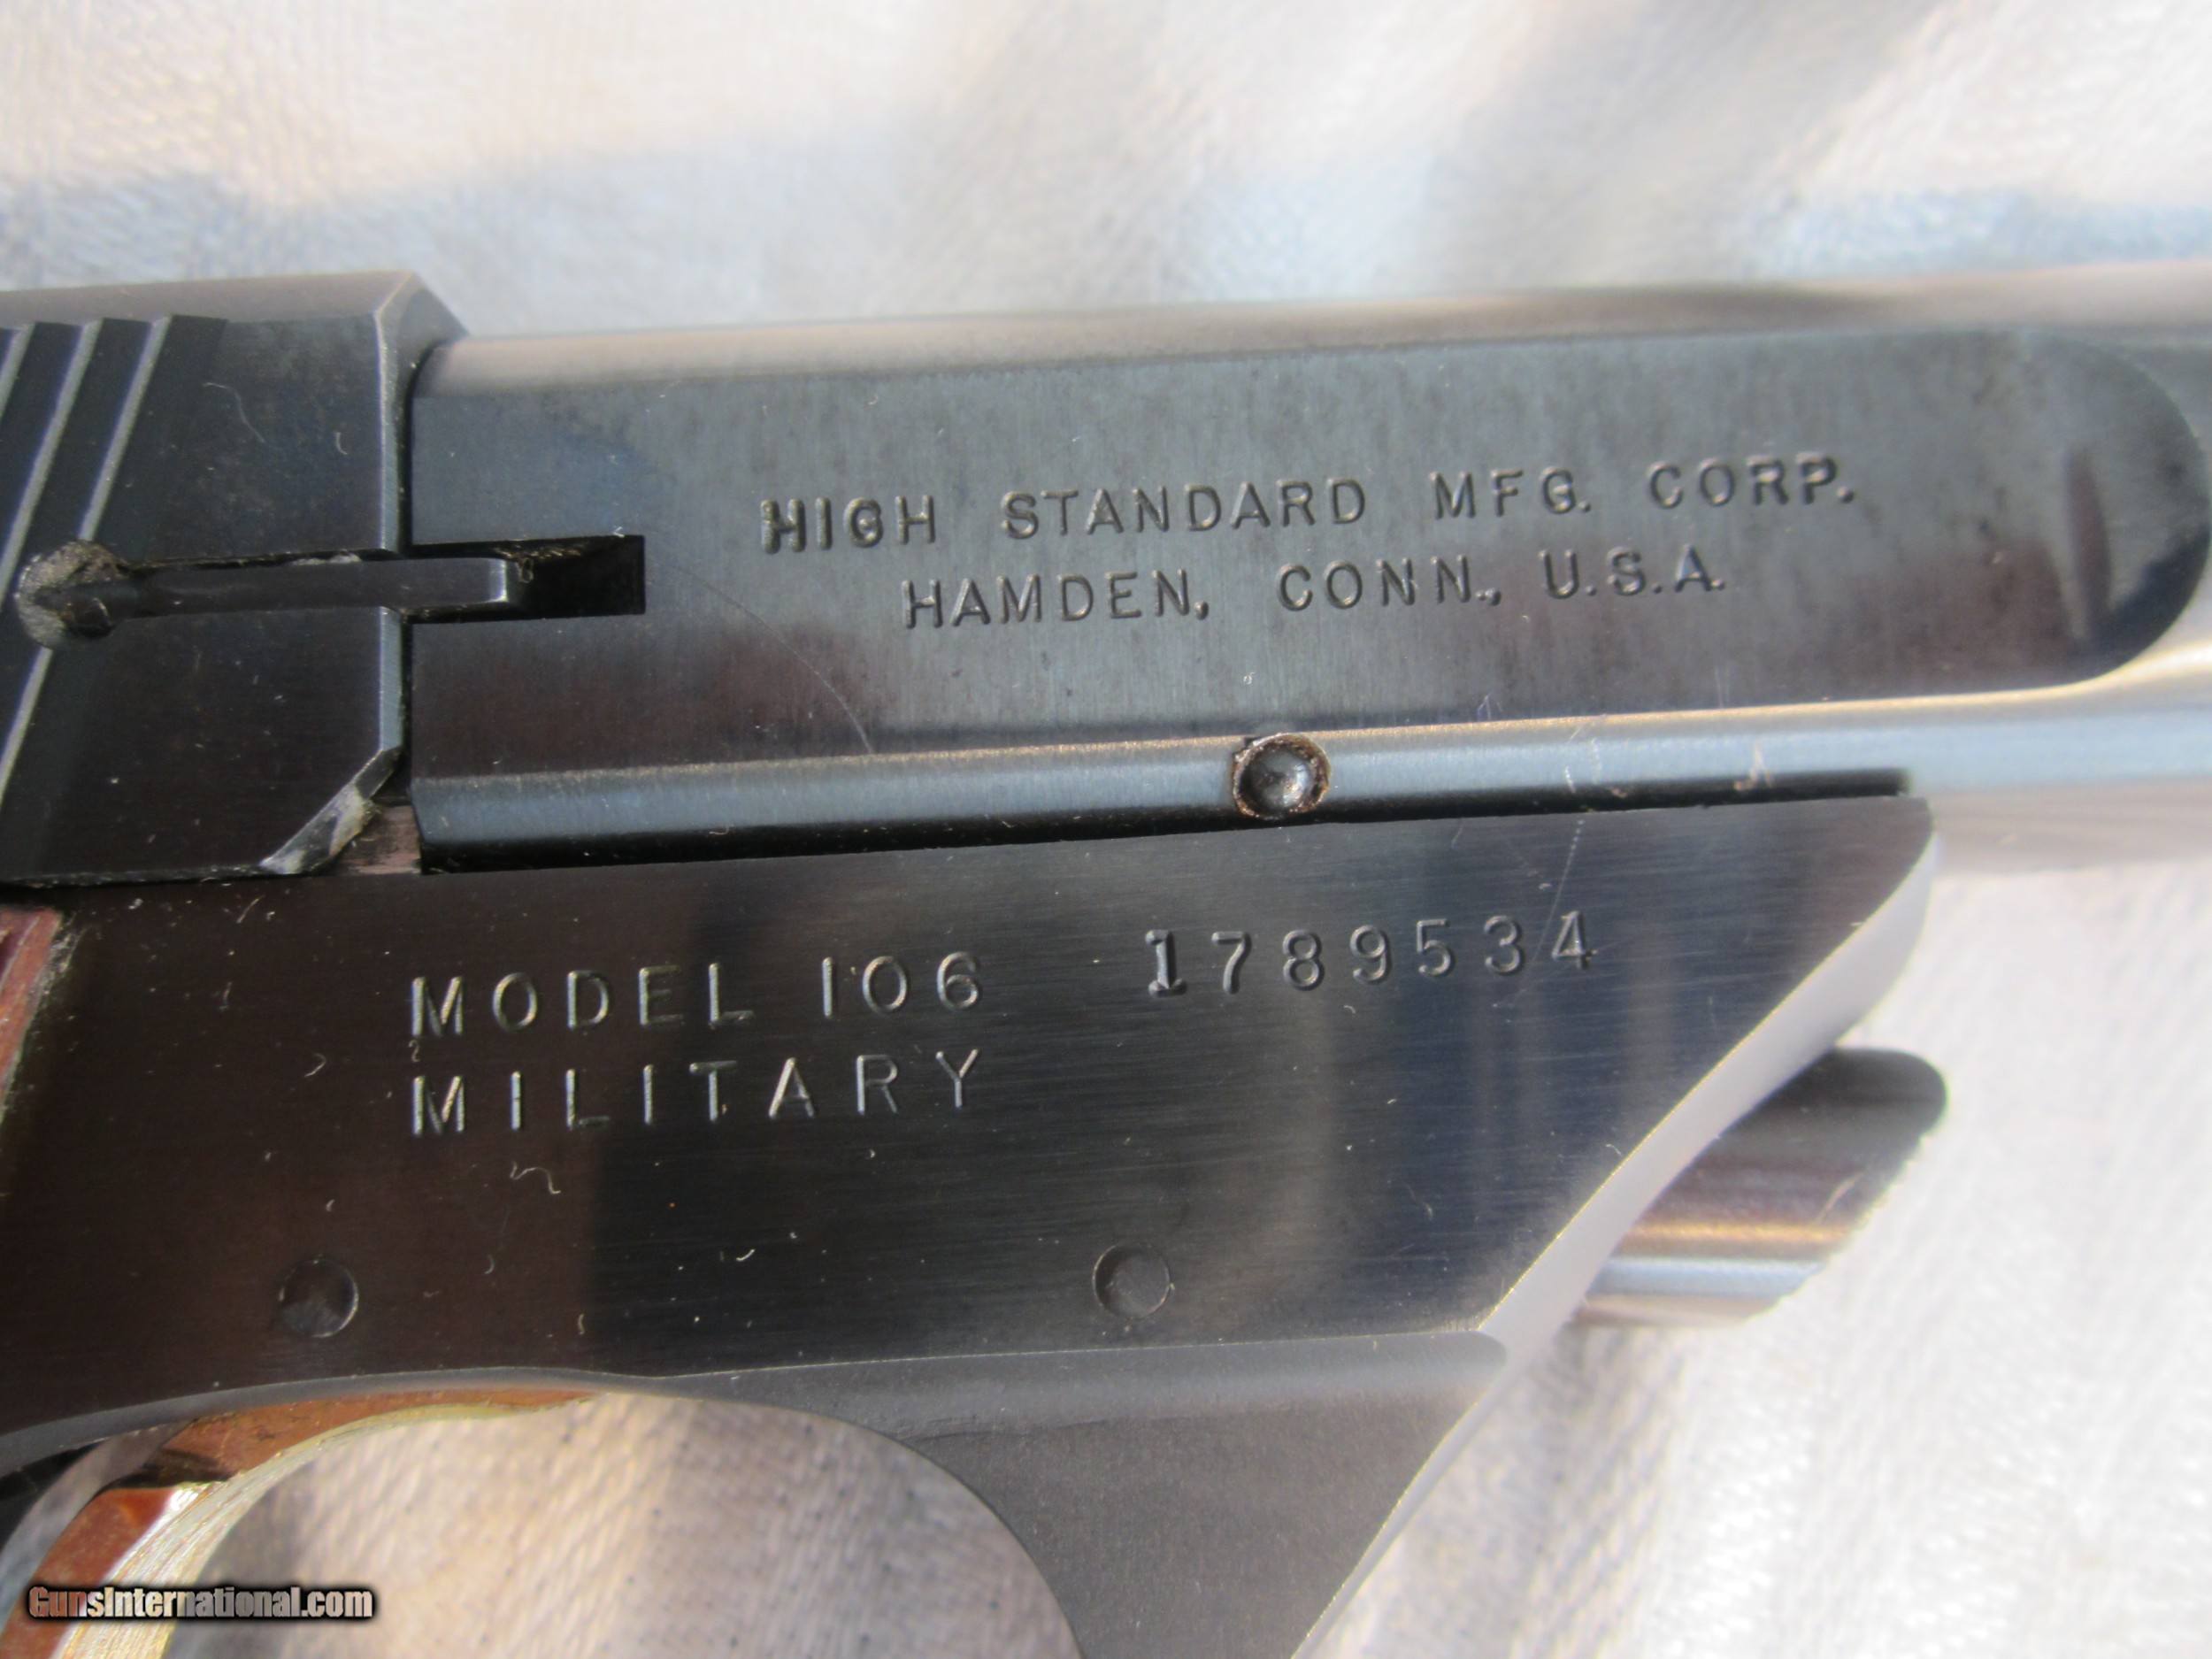 HIGH STANDARD MFG. CORP.
HAMDEN, CONN., U.S.A.
MODEL 106 1789534
MILITARY
GunsInternational.com